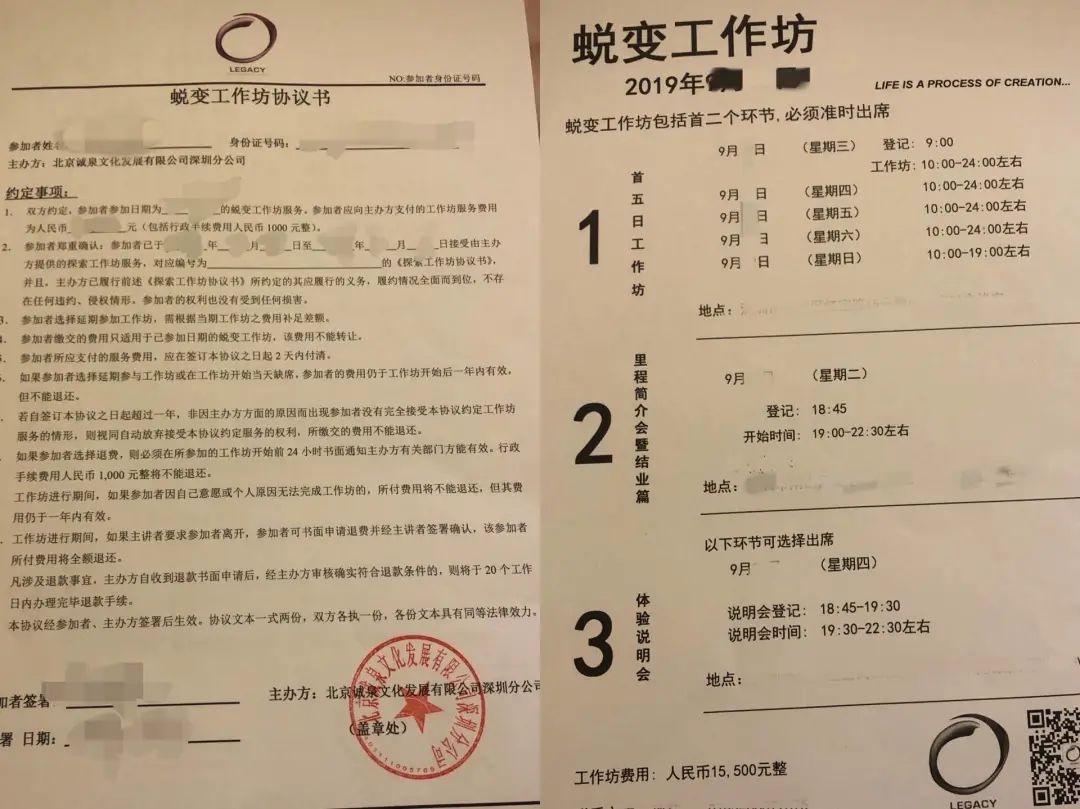 LEGACY
NO:参加者身份证号码
蜕变工作坊协议书
参加者姓名 身份证号码:
主办方: 北京诚泉文化发展有限公司深圳分公司
约定事项:
1. 双方约定, 参加者参加日期为 的蜕变工作坊服务, 参加者应向主办方支付的工作坊服务费用
为人民币 元(包括行政手续费用人民币 1000 元整)。
2. 参加者郑重确认: 参加者已于 年 月 日至 年 月 日接受由主办
方提供的探索工作坊服务, 对应编号为 的《探索工作坊协议书》,
并且, 主办方已履行前述《探索工作坊协议书》所约定的其应履行的义务, 履约情况全面而到位, 不存
在任何违约、侵权情形, 参加者的权利也没有受到任何损害。
3. 参加者选择延期参加工作坊, 需根据当期工作坊之费用补足差额。
参加者缴交的费用只适用于已参加日期的蜕变工作坊, 该费用不能转让。
参加者所应支付的服务费用, 应在签订本协议之日起 2 天内付清。
如果参加者选择延期参与工作坊或在工作坊开始当天缺席, 参加者的费用仍于工作坊开始后一年内有效,
但不能退还。
若自签订本协议之日起超过一年, 非因主办方方面的原因而出现参加者没有完全接受本协议约定工作坊
服务的情形, 则视同自动放弃接受本协议约定服务的权利, 所缴交的费用不能退还。
如果参加者选择退费, 则必须在所参加的工作坊开始前 24 小时书面通知主办方有关部门方能有效。行政
手续费用人民币 1,000 元整将不能退还。
工作坊进行期间, 如果参加者因自己意愿或个人原因无法完成工作坊的, 所付费用将不能退还, 但其费
用仍于一年内有效。
工作坊进行期间, 如果主讲者要求参加者离开, 参加者可书面申请退费并经主讲者签署确认, 该参加者
所付费用将全额退还。
凡涉及退款事宜, 主办方自收到退款书面申请后, 经主办方审核确实符合退款条件的, 则将于 20 个工作
日内办理完毕退款手续。
本协议经参加者、主办方签署后生效。协议文本一式两份, 双方各执一份, 各份文本具有同等法律效力。
加者签署 主办方: 北京诚泉文化发展有限公司深圳分公司
(盖章处)
署 日期:
北京诚泉文化发展有限公司深圳分公司
蜕变工作坊
2019年9
LIFE IS A PROCESS OF CREATION...
蜕变工作坊包括首二个环节, 必须准时出席
1
首五日工作坊
9月 日 (星期三) 登记: 9:00
工作坊: 10:00-24:00左右
9月 日 (星期四) 10:00-24:00左右
9月 日 (星期五) 10:00-24:00左右
9月 日 (星期六) 10:00-24:00左右
9月 日 (星期日) 10:00-19:00左右
地点:
2
里程简介会暨结业篇
9月 (星期二)
登记: 18:45
开始时间: 19:00-22:30左右
地点:
以下环节可选择出席
3
体验说明会
9月 (星期四)
说明会登记: 18:45-19:30
说明会时间: 19:30-22:30左右
地点:
工作坊费用: 人民币15,500元整
LEGACY